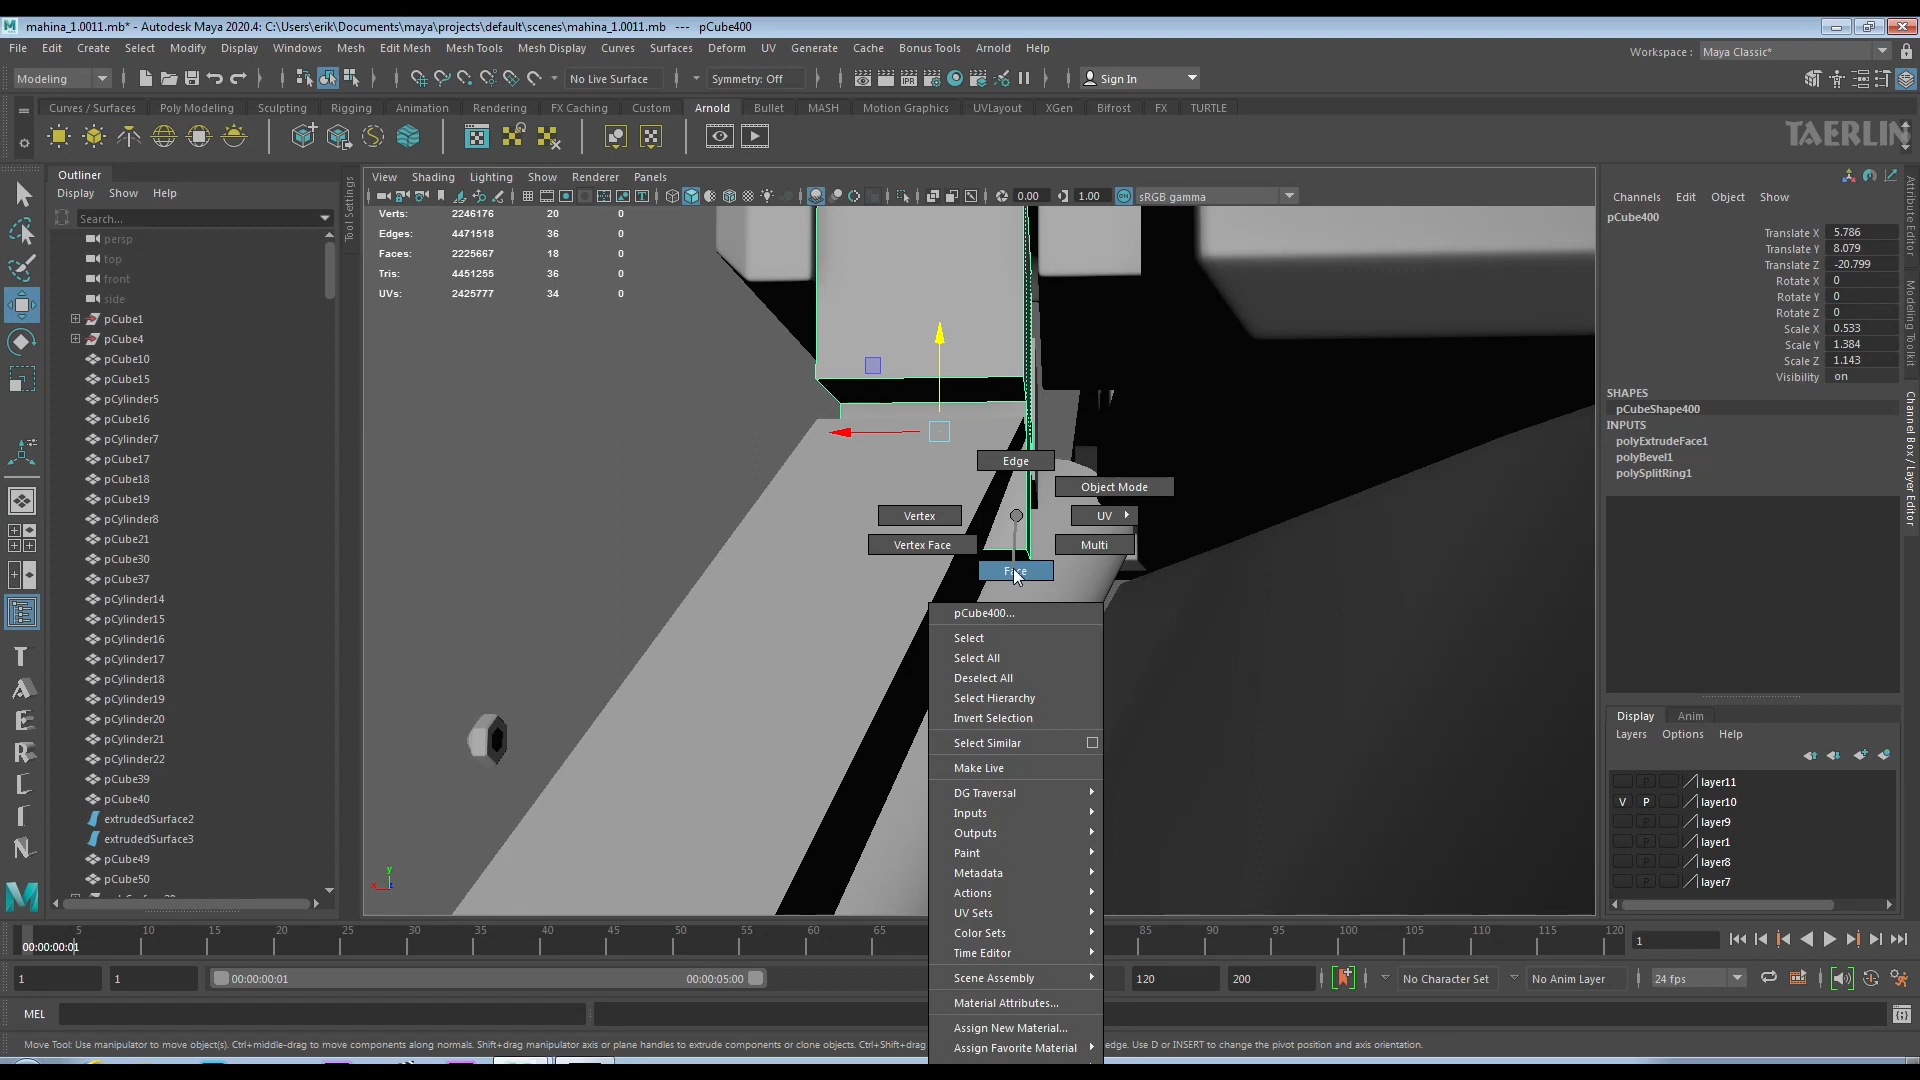 mahina_1.0011.mb* - Autodesk Maya 2020.4: C:\Users\erik\Documents\maya\projects\default\scenes\mahina_1.0011.mb --- pCube400
File Edit Create Select Modify Display Windows Mesh Edit Mesh Mesh Tools Mesh Display Curves Surfaces Deform UV Generate Cache Bonus Tools Arnold Help
Workspace : Maya Classic*
Modeling No Live Surface Symmetry: Off Sign In
Curves / Surfaces Poly Modeling Sculpting Rigging Animation Rendering FX Caching Custom Arnold Bullet MASH Motion Graphics UVLayout XGen Bifrost FX TURTLE
TAERLIN
Outliner
Display Show Help
Search...
persp
top
front
side
pCube1
pCube4
pCube10
pCube15
pCylinder5
pCube16
pCylinder7
pCube17
pCube18
pCube19
pCylinder8
pCube21
pCube30
pCube37
pCylinder14
pCylinder15
pCylinder16
pCylinder17
pCylinder18
pCylinder19
pCylinder20
pCylinder21
pCylinder22
pCube39
pCube40
extrudedSurface2
extrudedSurface3
pCube49
pCube50
Tool Settings
View Shading Lighting Show Renderer Panels
0.00 1.00 sRGB gamma
Verts: 2246176 20 0
Edges: 4471518 36 0
Faces: 2225667 18 0
Tris: 4451255 36 0
UVs: 2425777 34 0
Edge
Object Mode
Vertex
UV
Vertex Face
Multi
Face
pCube400...
Select
Select All
Deselect All
Select Hierarchy
Invert Selection
Select Similar
Make Live
DG Traversal
Inputs
Outputs
Paint
Metadata
Actions
UV Sets
Color Sets
Time Editor
Scene Assembly
Material Attributes...
Assign New Material...
Assign Favorite Material
y
x
Channels Edit Object Show
pCube400
Translate X 5.786
Translate Y 8.079
Translate Z -20.799
Rotate X 0
Rotate Y 0
Rotate Z 0
Scale X 0.533
Scale Y 1.384
Scale Z 1.143
Visibility on
SHAPES
pCubeShape400
INPUTS
polyExtrudeFace1
polyBevel1
polySplitRing1
Display Anim
Layers Options Help
P layer11
V P layer10
P layer9
P layer1
P layer8
P layer7
Attribute Editor
Modeling Toolkit
Channel Box / Layer Editor
5 10 15 20 25 30 35 40 45 50 55 60 65 85 90 95 100 105 110 115 120
00:00:00:01
1
1 1 00:00:00:01 00:00:05:00 120 200 No Character Set No Anim Layer 24 fps
MEL
Move Tool: Use manipulator to move object(s). Ctrl+middle-drag to move components along normals. Shift+drag manipulator axis or plane handles to extrude components or clone objects. Ctrl+Shift+drag edge. Use D or INSERT to change the pivot position and axis orientation.